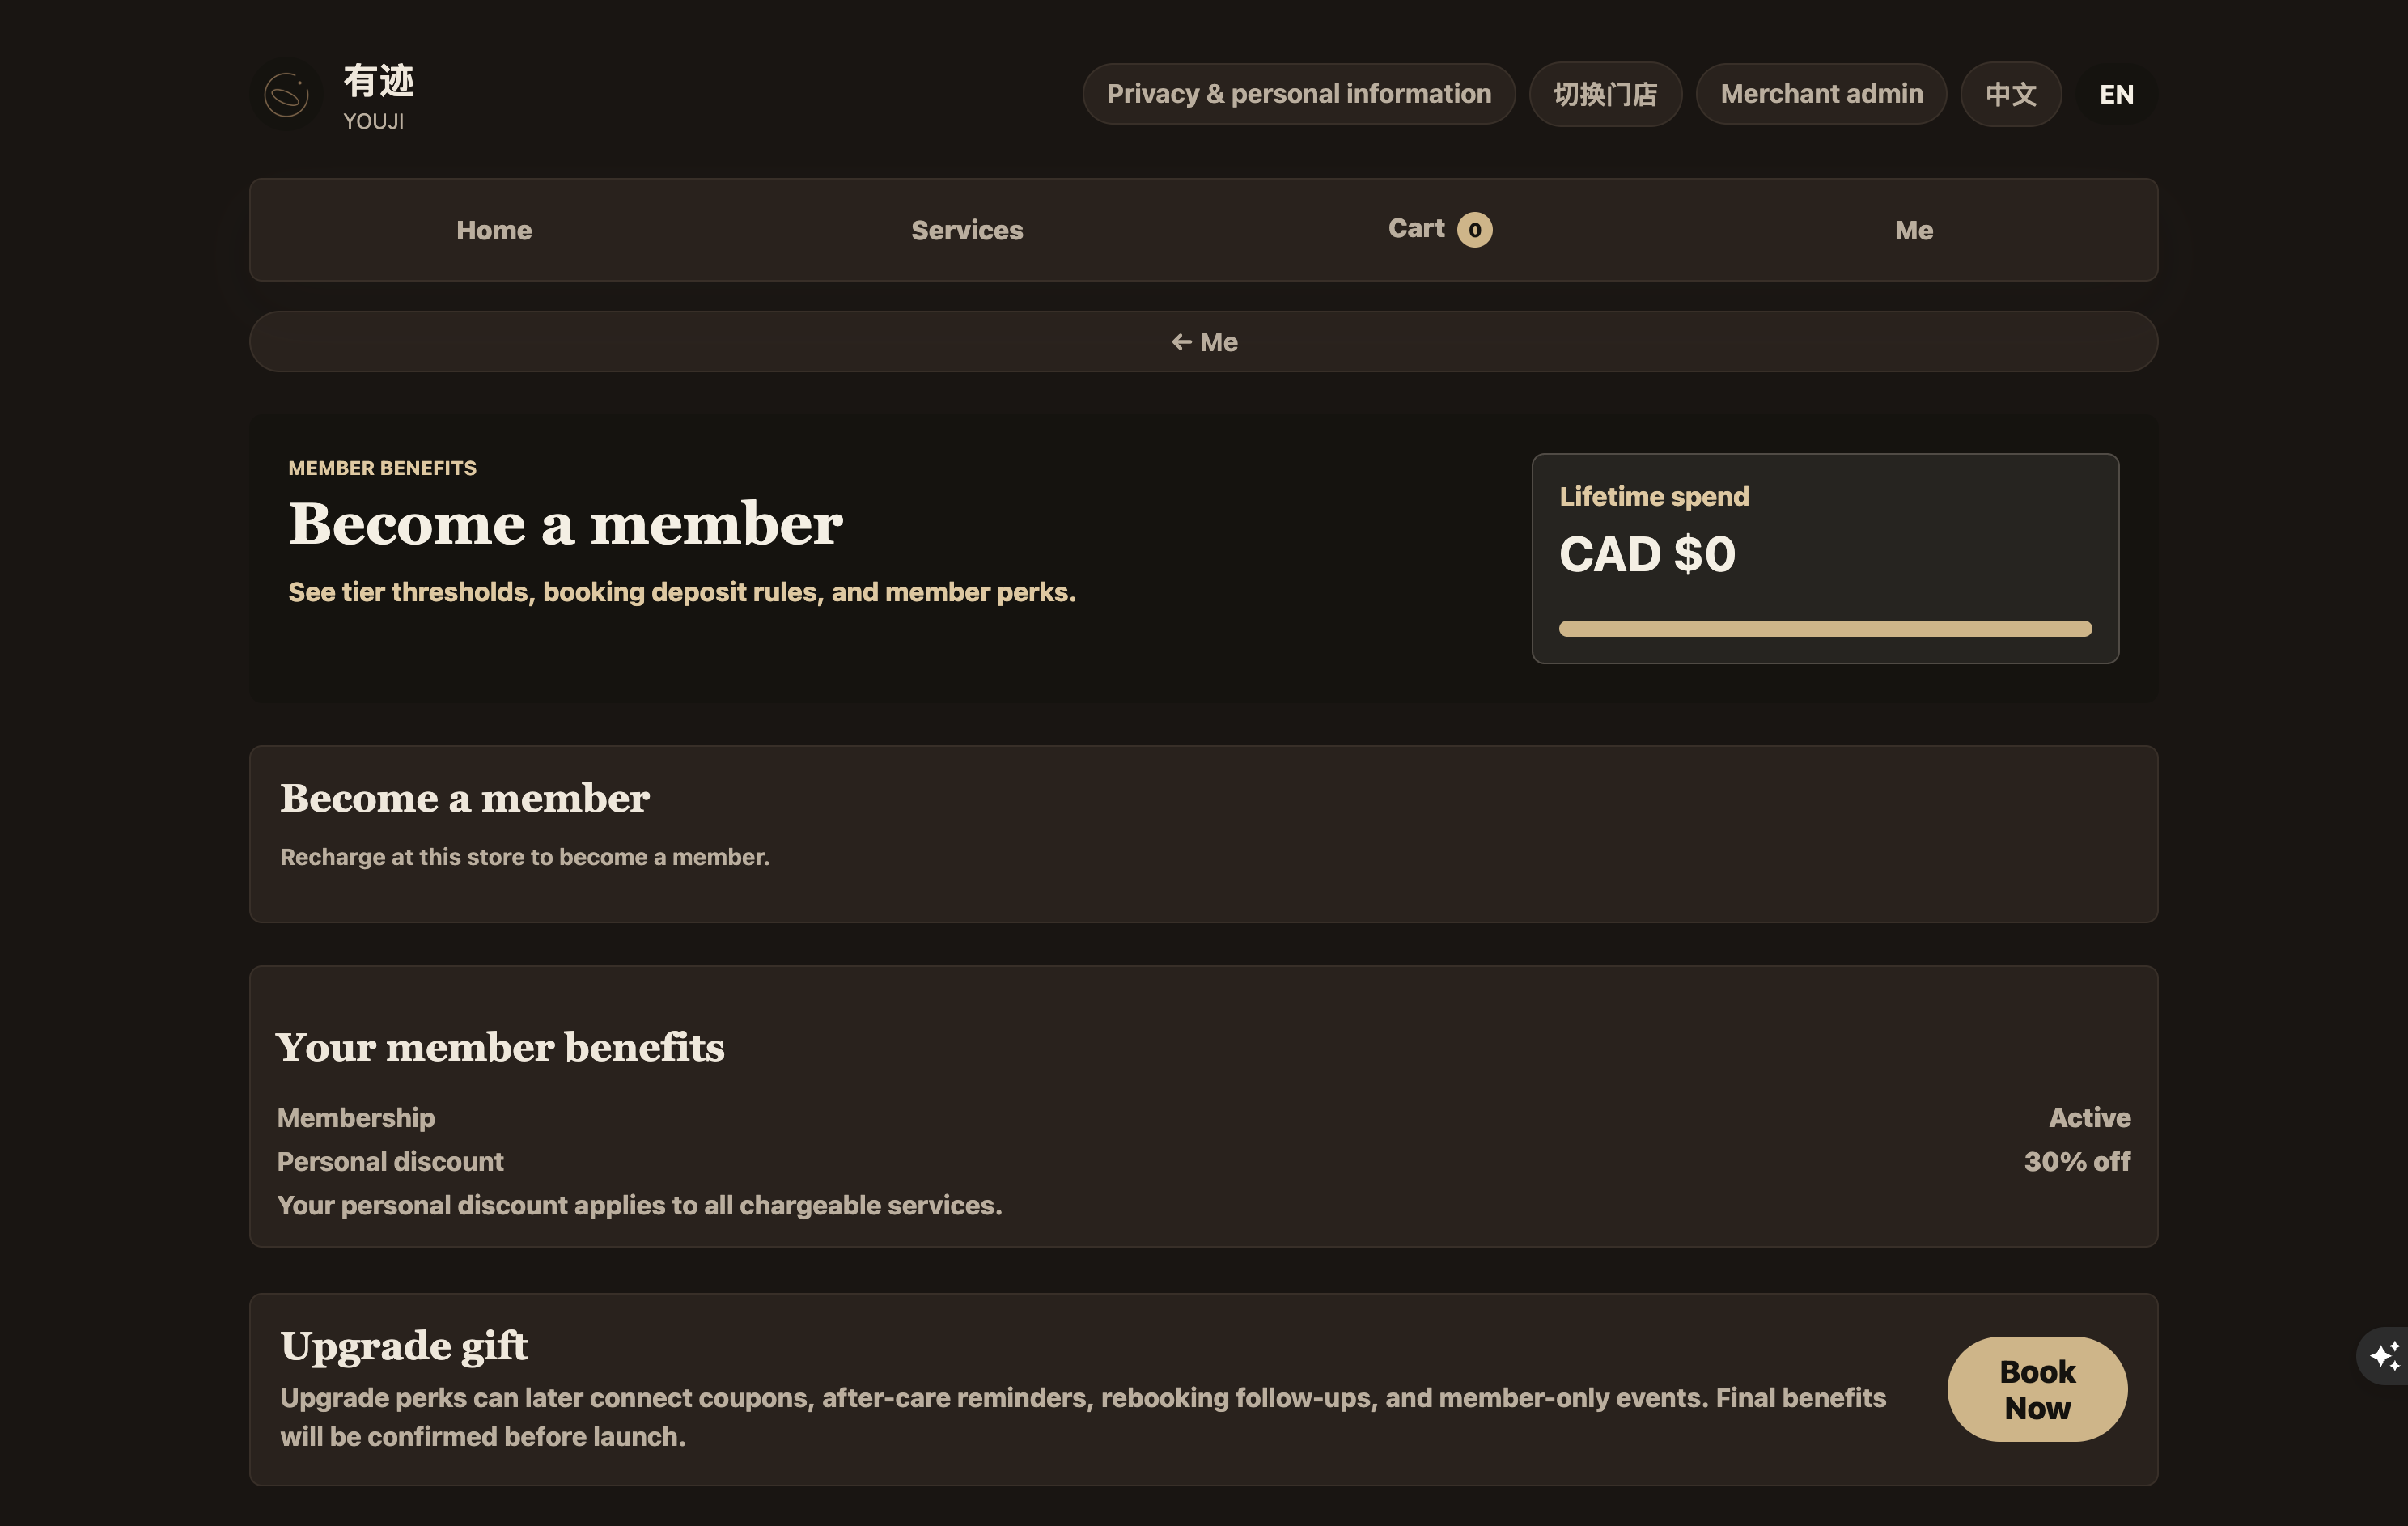 有迹
YOUJI
Privacy & personal information
切换门店
Merchant admin
中文
EN
Home
Services
Cart 0
Me
← Me
MEMBER BENEFITS
Become a member
See tier thresholds, booking deposit rules, and member perks.
Lifetime spend
CAD $0
Become a member
Recharge at this store to become a member.
Your member benefits
Membership Active
Personal discount 30% off
Your personal discount applies to all chargeable services.
Upgrade gift
Upgrade perks can later connect coupons, after-care reminders, rebooking follow-ups, and member-only events. Final benefits
will be confirmed before launch.
Book
Now